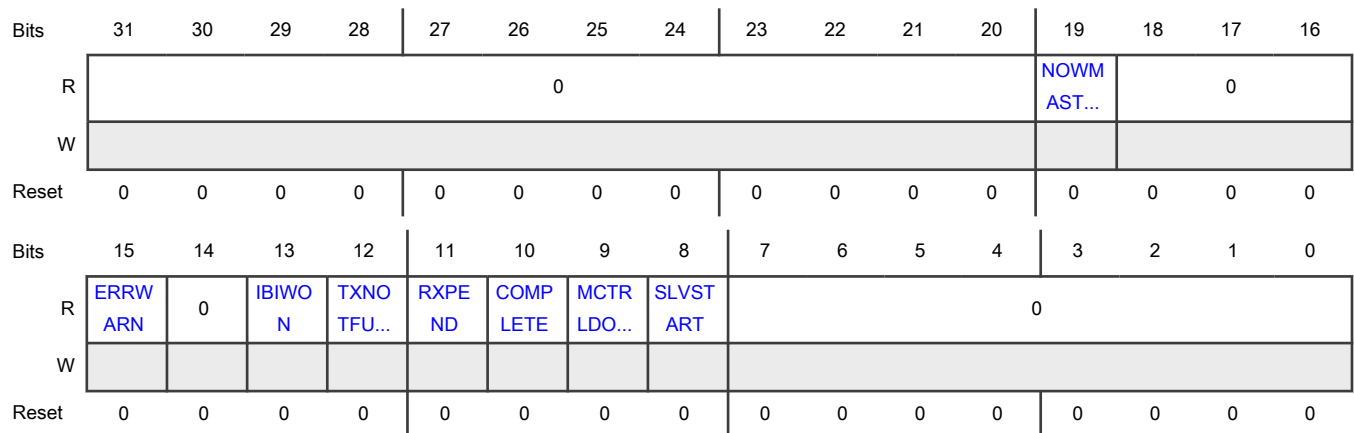 Bits 31 30 29 28 27 26 25 24 23 22 21 20 19 18 17 16
R 0 NOWM AST... 0
W
Reset 0 0 0 0 0 0 0 0 0 0 0 0 0 0 0 0
Bits 15 14 13 12 11 10 9 8 7 6 5 4 3 2 1 0
R ERRW ARN 0 IBIWO N TXNO TFU... RXPE ND COMP LETE MCTR LDO... SLVST ART 0
W
Reset 0 0 0 0 0 0 0 0 0 0 0 0 0 0 0 0